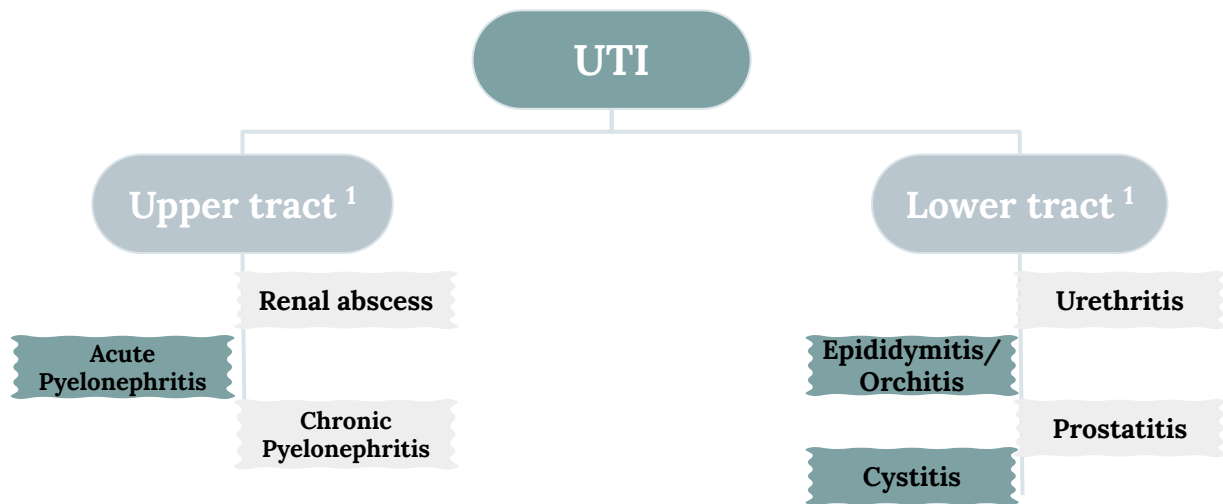 UTI
Upper tract ¹
Lower tract ¹
Renal abscess
Acute
Pyelonephritis
Chronic
Pyelonephritis
Urethritis
Epididymitis/
Orchitis
Prostatitis
Cystitis